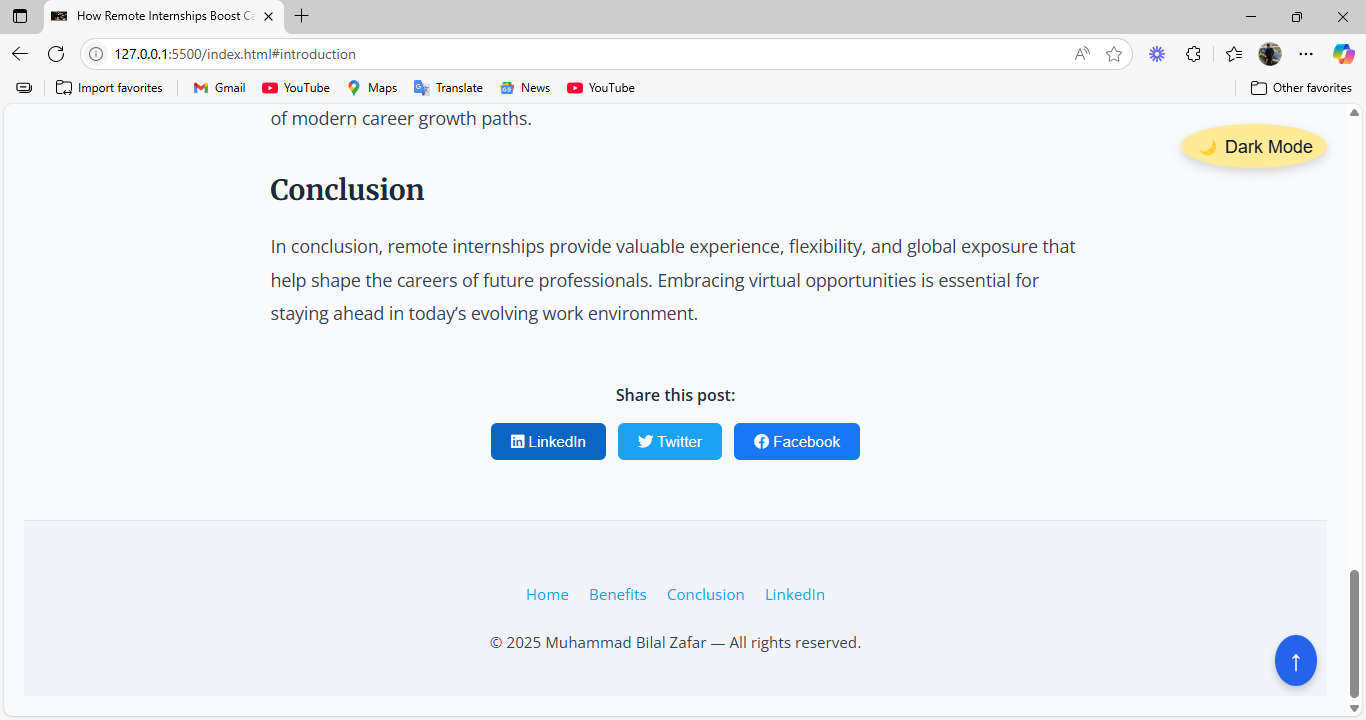 How Remote Internships Boost Ca
127.0.0.1:5500/index.html#introduction
Import favorites
Gmail
YouTube
Maps
Translate
News
YouTube
Other favorites
of modern career growth paths.
🌙 Dark Mode
Conclusion
In conclusion, remote internships provide valuable experience, flexibility, and global exposure that
help shape the careers of future professionals. Embracing virtual opportunities is essential for
staying ahead in today’s evolving work environment.
Share this post:
LinkedIn
Twitter
Facebook
Home Benefits Conclusion LinkedIn
© 2025 Muhammad Bilal Zafar — All rights reserved.
↑